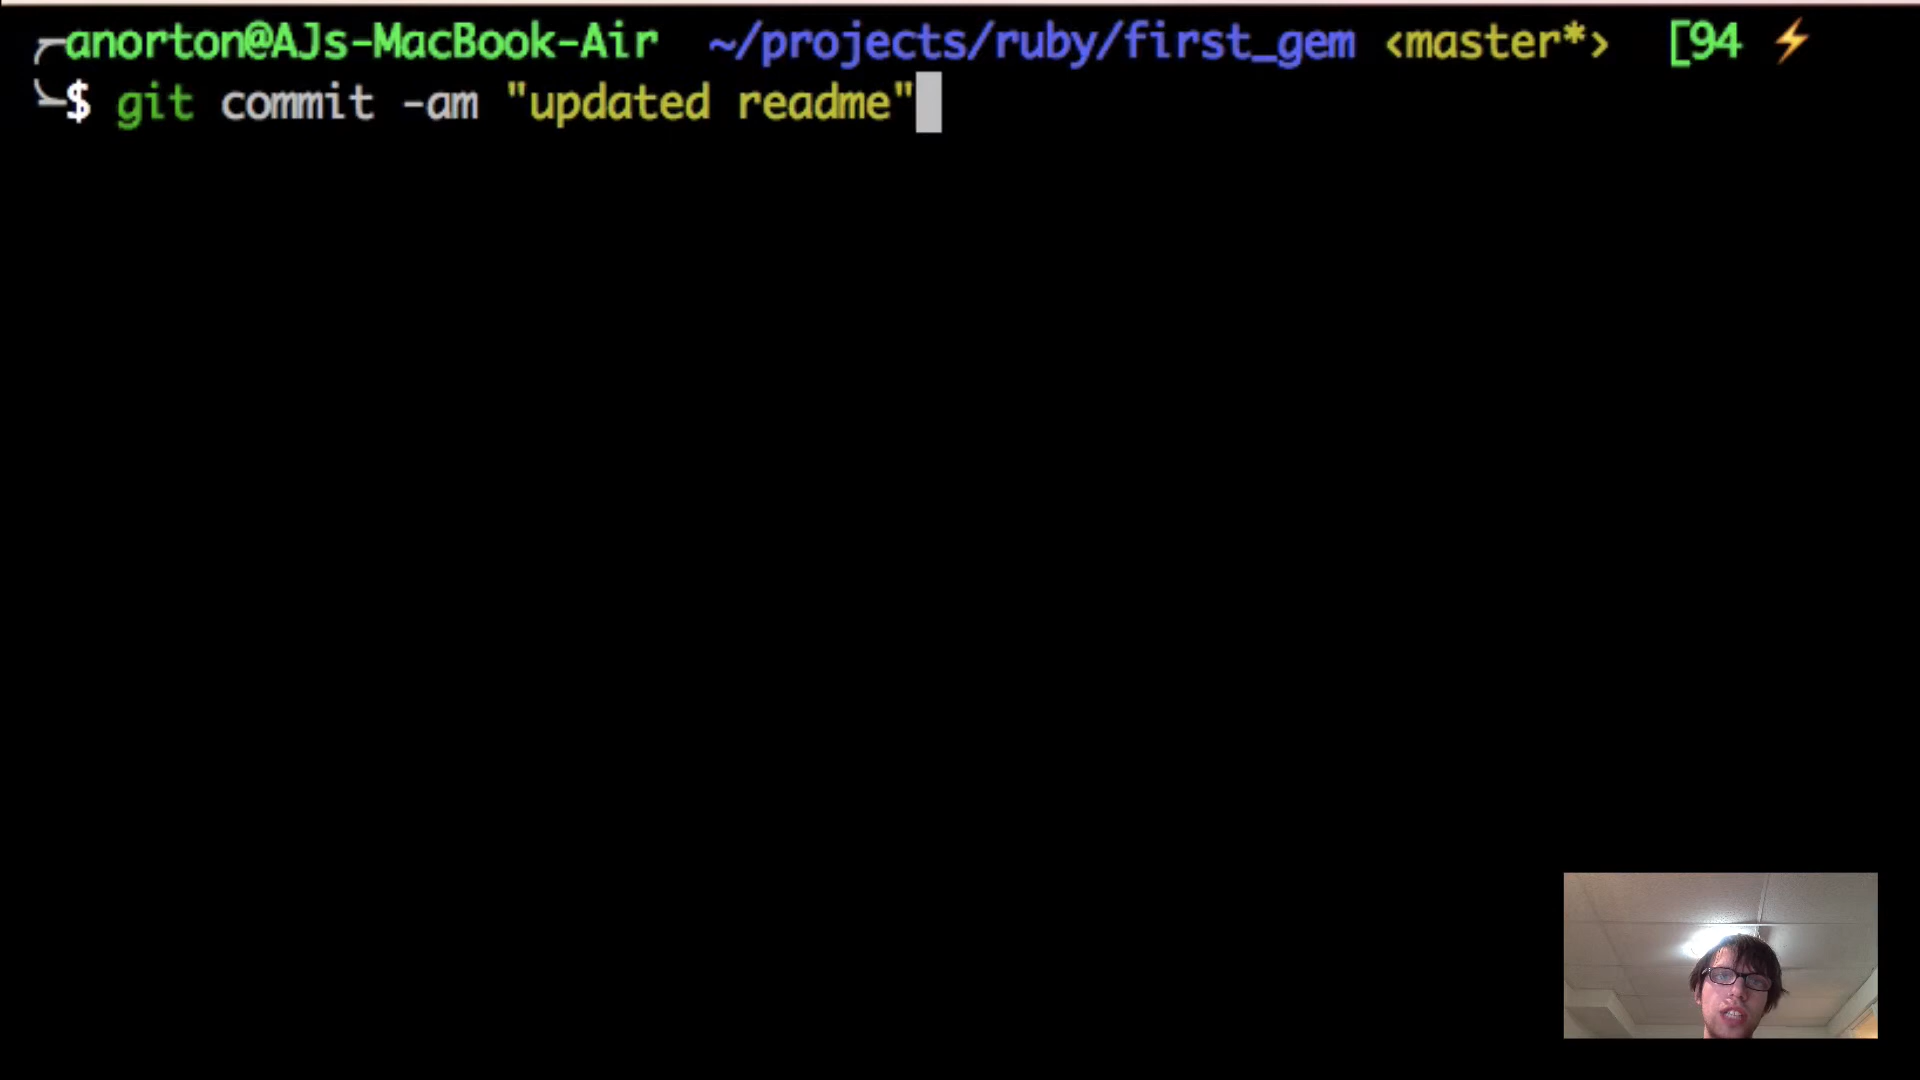 anorton@AJs-MacBook-Air ~/projects/ruby/first_gem <master*> [94 ⚡
$ git commit -am "updated readme"